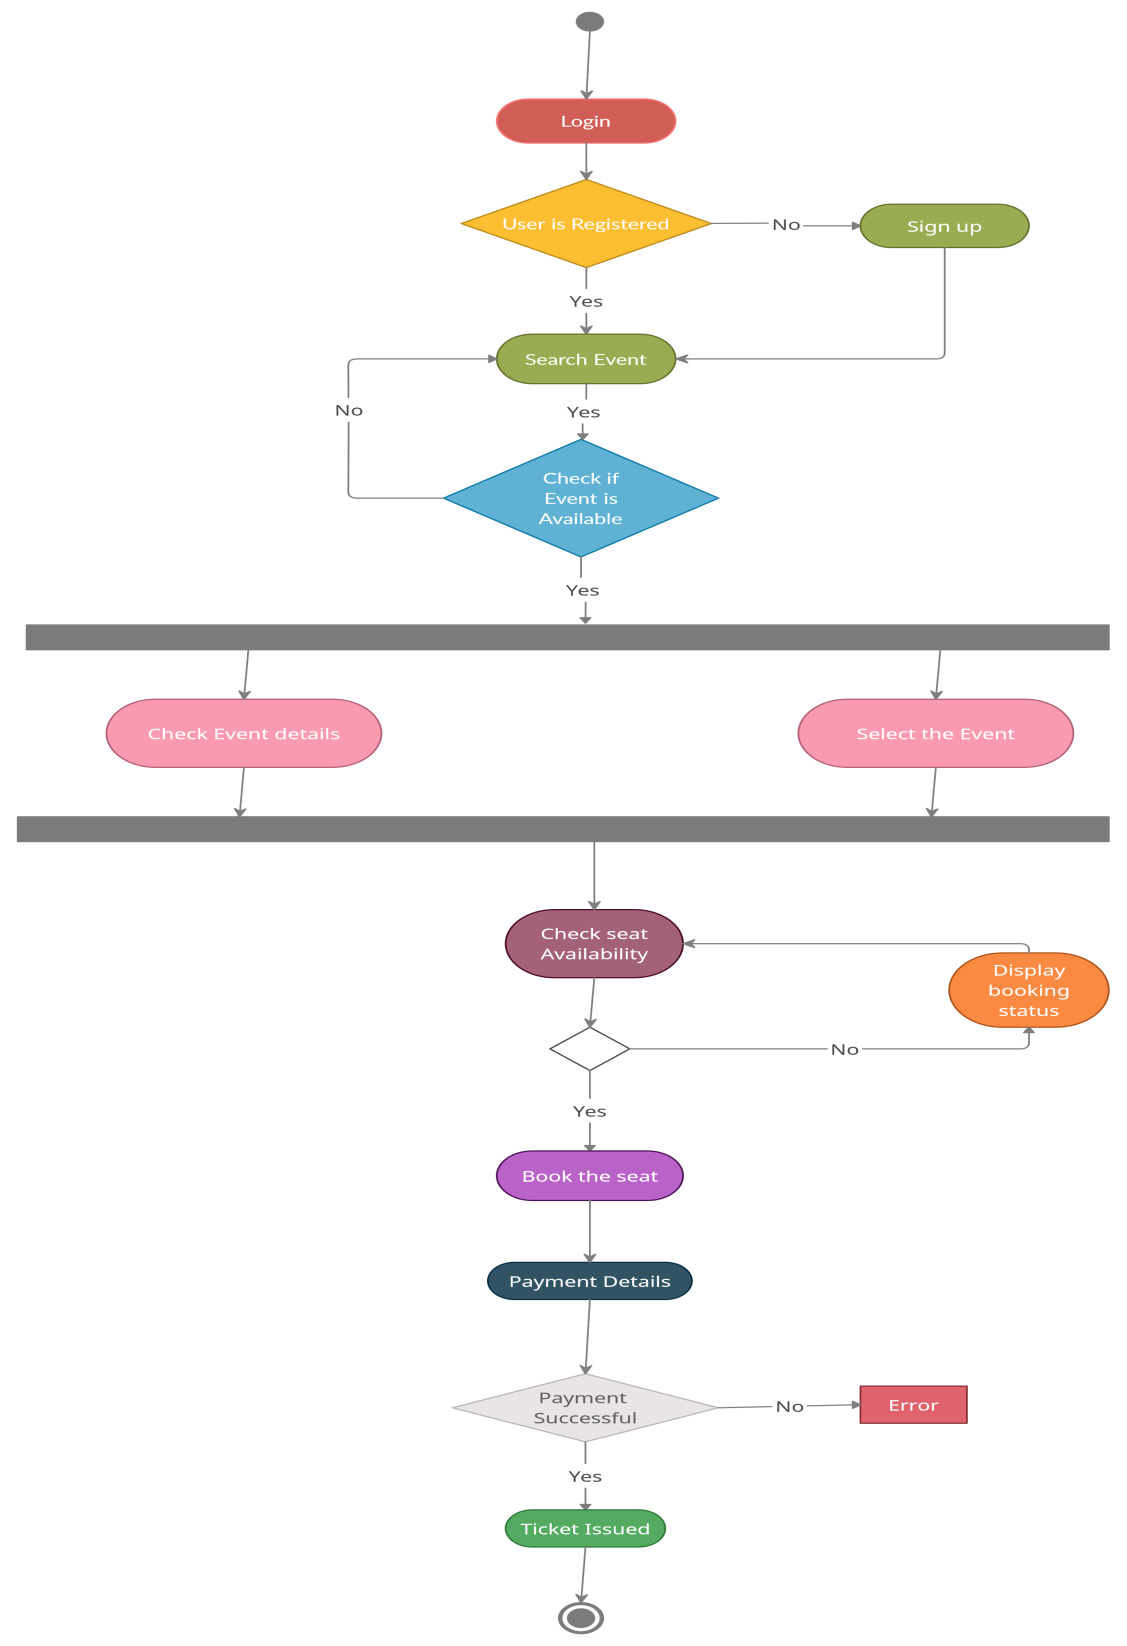 Login
User is Registered
No
Sign up
Yes
Search Event
No
Yes
Check if
Event is
Available
Yes
Check Event details
Select the Event
Check seat
Availability
Display
booking
status
No
Yes
Book the seat
Payment Details
Payment
Successful
No
Error
Yes
Ticket Issued